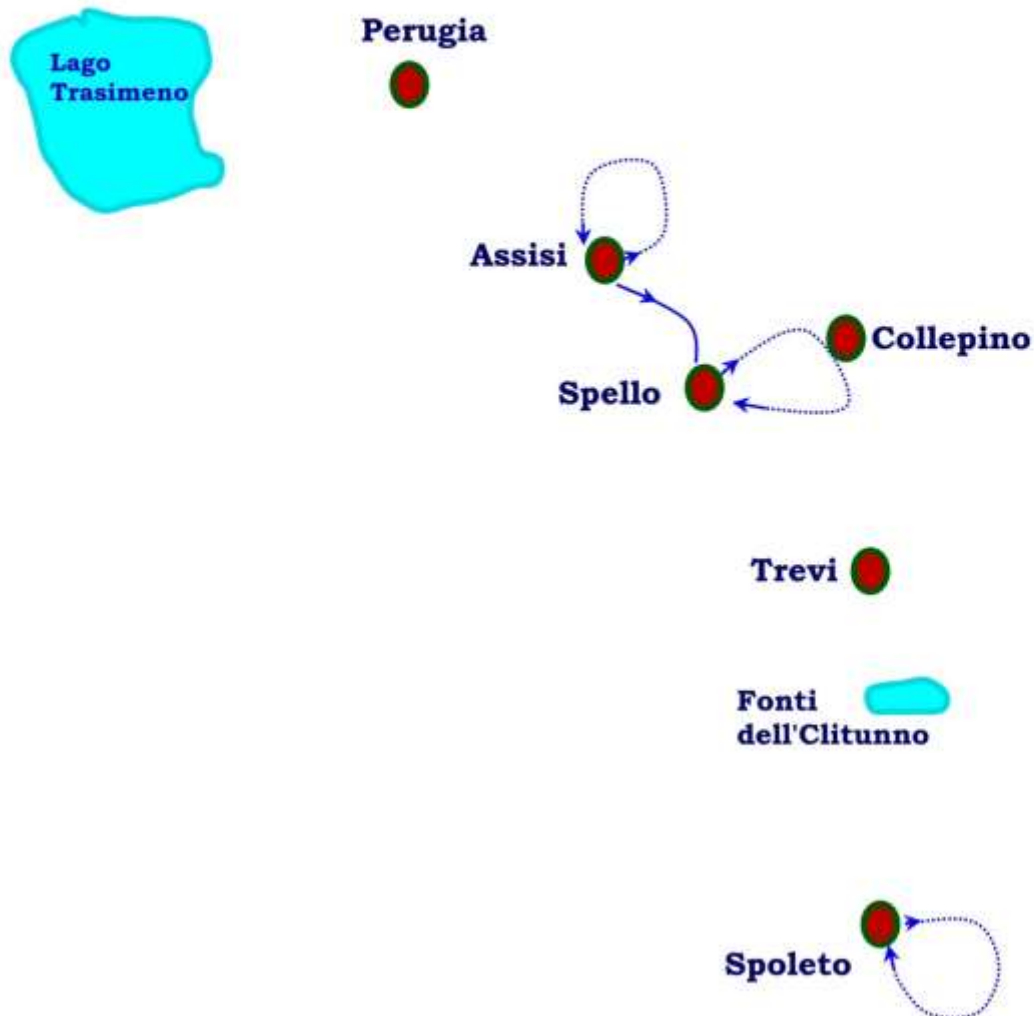 Perugia
Lago
Trasimeno
Assisi
Collepino
Spello
Trevi
Fonti
dell'Clitunno
Spoleto